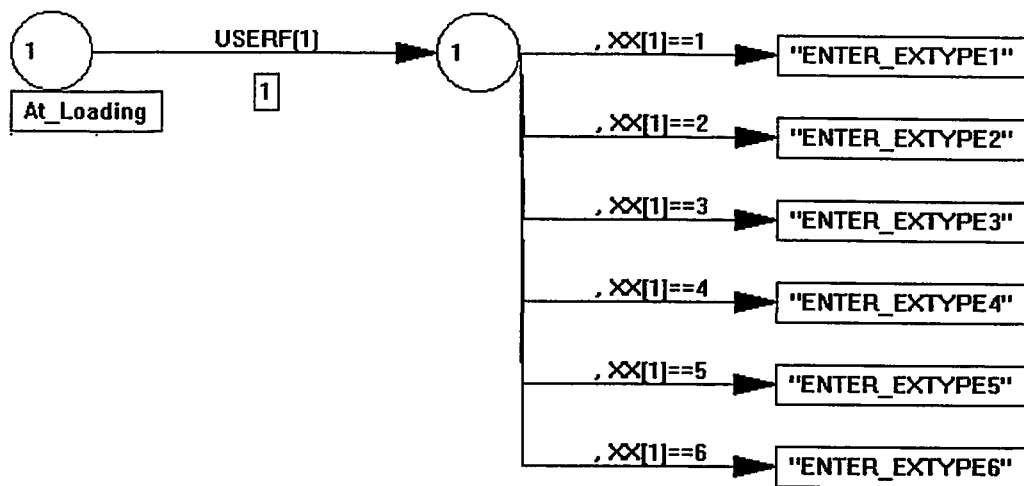 1
USERF[1]
1
1
At_Loading
, XX[1]==1
"ENTER_EXTYPE1"
, XX[1]==2
"ENTER_EXTYPE2"
, XX[1]==3
"ENTER_EXTYPE3"
, XX[1]==4
"ENTER_EXTYPE4"
, XX[1]==5
"ENTER_EXTYPE5"
, XX[1]==6
"ENTER_EXTYPE6"